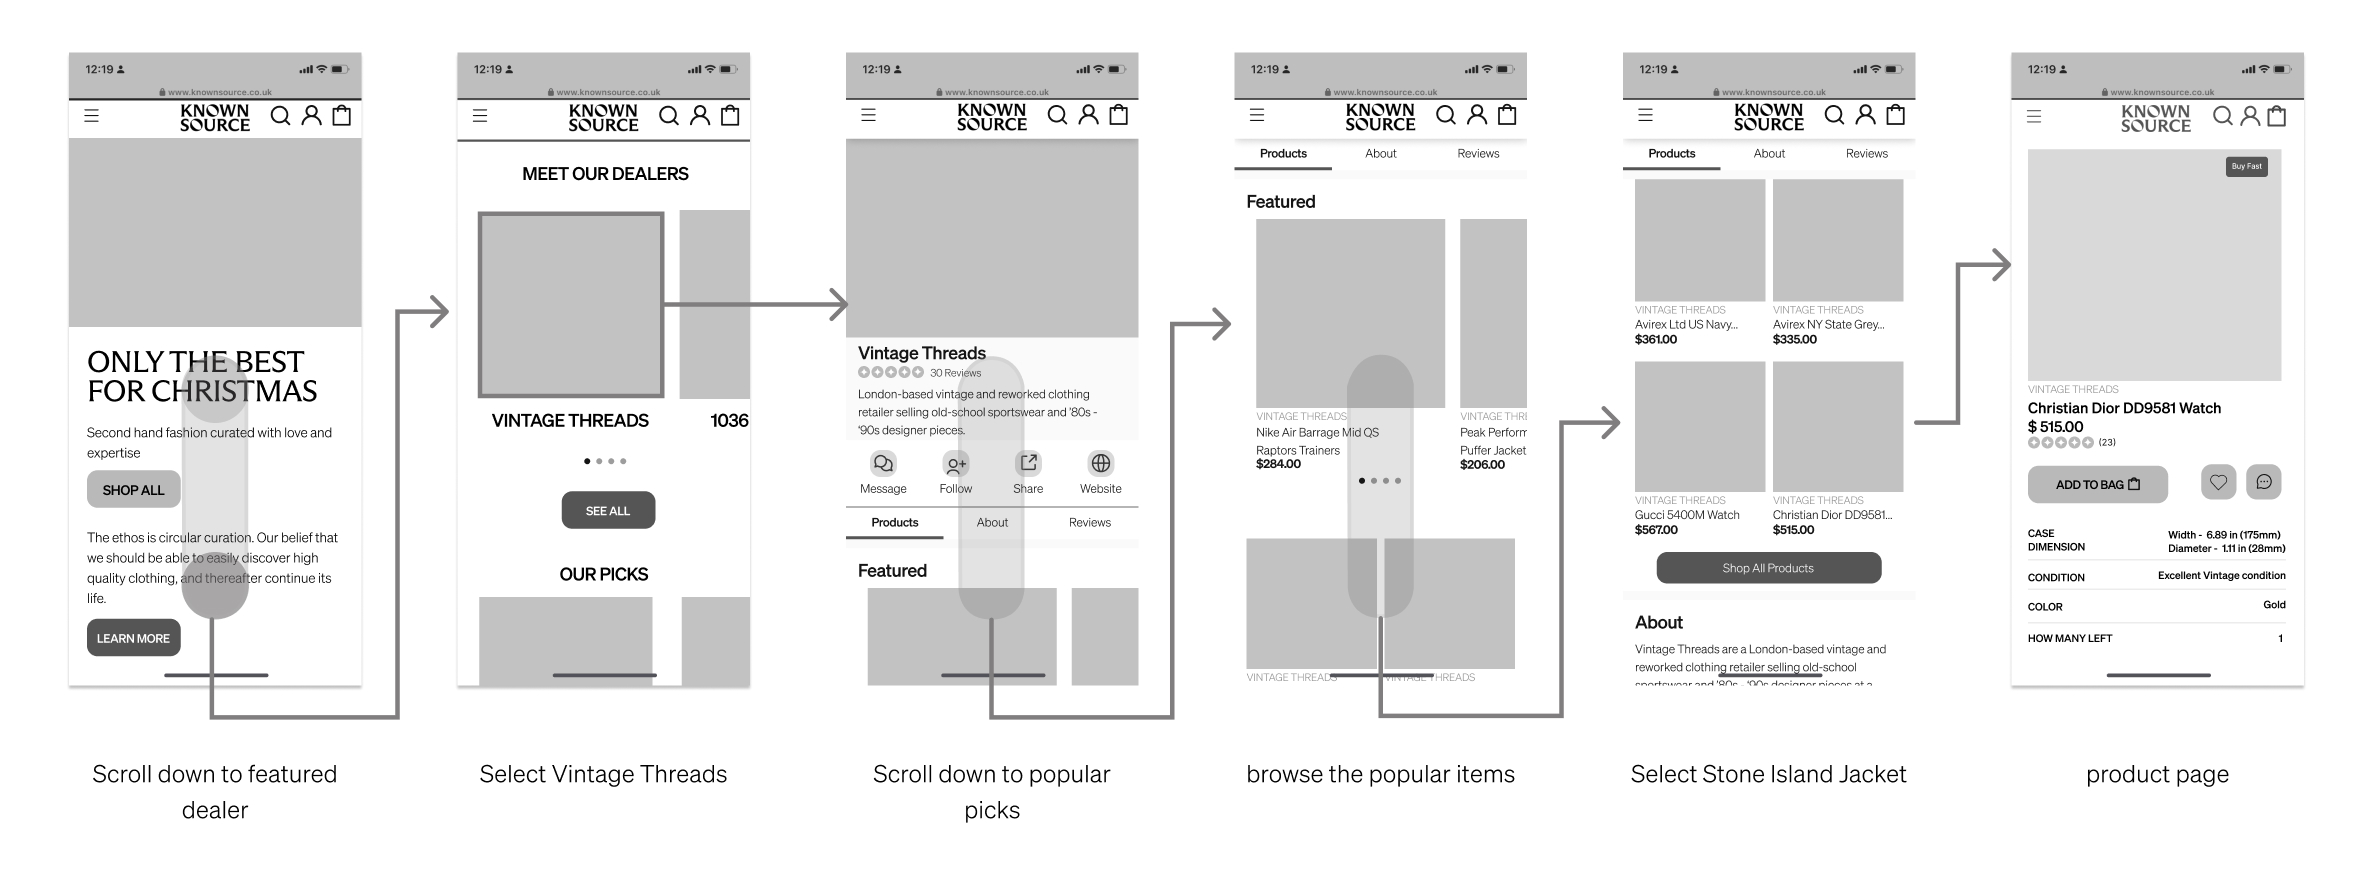 12:19
www.knownsource.co.uk
KNOWN
SOURCE
ONLY THE BEST
FOR CHRISTMAS
Second hand fashion curated with love and
expertise
SHOP ALL
The ethos is circular curation. Our belief that
we should be able to easily discover high
quality clothing, and thereafter continue its
life.
LEARN MORE
Scroll down to featured
dealer
12:19
www.knownsource.co.uk
KNOWN
SOURCE
MEET OUR DEALERS
VINTAGE THREADS
1036
SEE ALL
OUR PICKS
Select Vintage Threads
12:19
www.knownsource.co.uk
KNOWN
SOURCE
Vintage Threads
30 Reviews
London-based vintage and reworked clothing
retailer selling old-school sportswear and '80s -
'90s designer pieces.
Message Follow Share Website
Products About Reviews
Featured
Scroll down to popular
picks
12:19
www.knownsource.co.uk
KNOWN
SOURCE
Products About Reviews
Featured
VINTAGE THREADS
Nike Air Barrage Mid QS
Raptors Trainers
$284.00
VINTAGE THRE
Peak Perform
Puffer Jacket
$206.00
VINTAGE THREADS VINTAGE THREADS
browse the popular items
12:19
www.knownsource.co.uk
KNOWN
SOURCE
Products About Reviews
VINTAGE THREADS
Avirex Ltd US Navy...
$361.00
VINTAGE THREADS
Avirex NY State Grey...
$335.00
VINTAGE THREADS
Gucci 5400M Watch
$567.00
VINTAGE THREADS
Christian Dior DD9581...
$515.00
Shop All Products
About
Vintage Threads are a London-based vintage and
reworked clothing retailer selling old-school
sportswear and '80s - '90s designer pieces at a
Select Stone Island Jacket
12:19
www.knownsource.co.uk
KNOWN
SOURCE
Buy Fast
VINTAGE THREADS
Christian Dior DD9581 Watch
$ 515.00
(23)
ADD TO BAG
CASE
DIMENSION
Width - 6.89 in (175mm)
Diameter - 1.11 in (28mm)
CONDITION Excellent Vintage condition
COLOR Gold
HOW MANY LEFT 1
product page